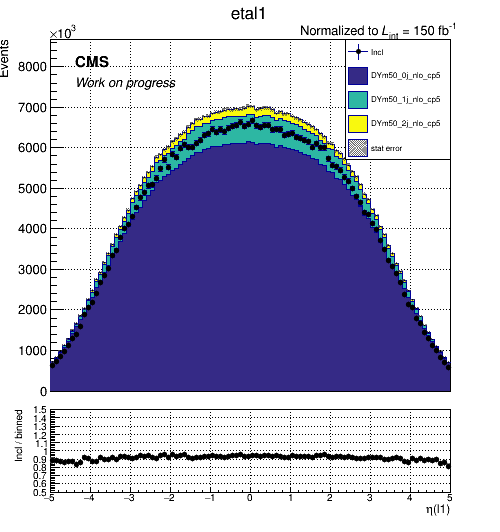 etal1
×10³
Normalized to L_int = 150 fb⁻¹
Events
CMS
Work on progress
Incl
DYm50_0j_nlo_cp5
DYm50_1j_nlo_cp5
DYm50_2j_nlo_cp5
stat error
8000
7000
6000
5000
4000
3000
2000
1000
0
Incl / binned
1.5
1.4
1.3
1.2
1.1
1
0.9
0.8
0.7
0.6
0.5
−5 −4 −3 −2 −1 0 1 2 3 4 5
η(l1)